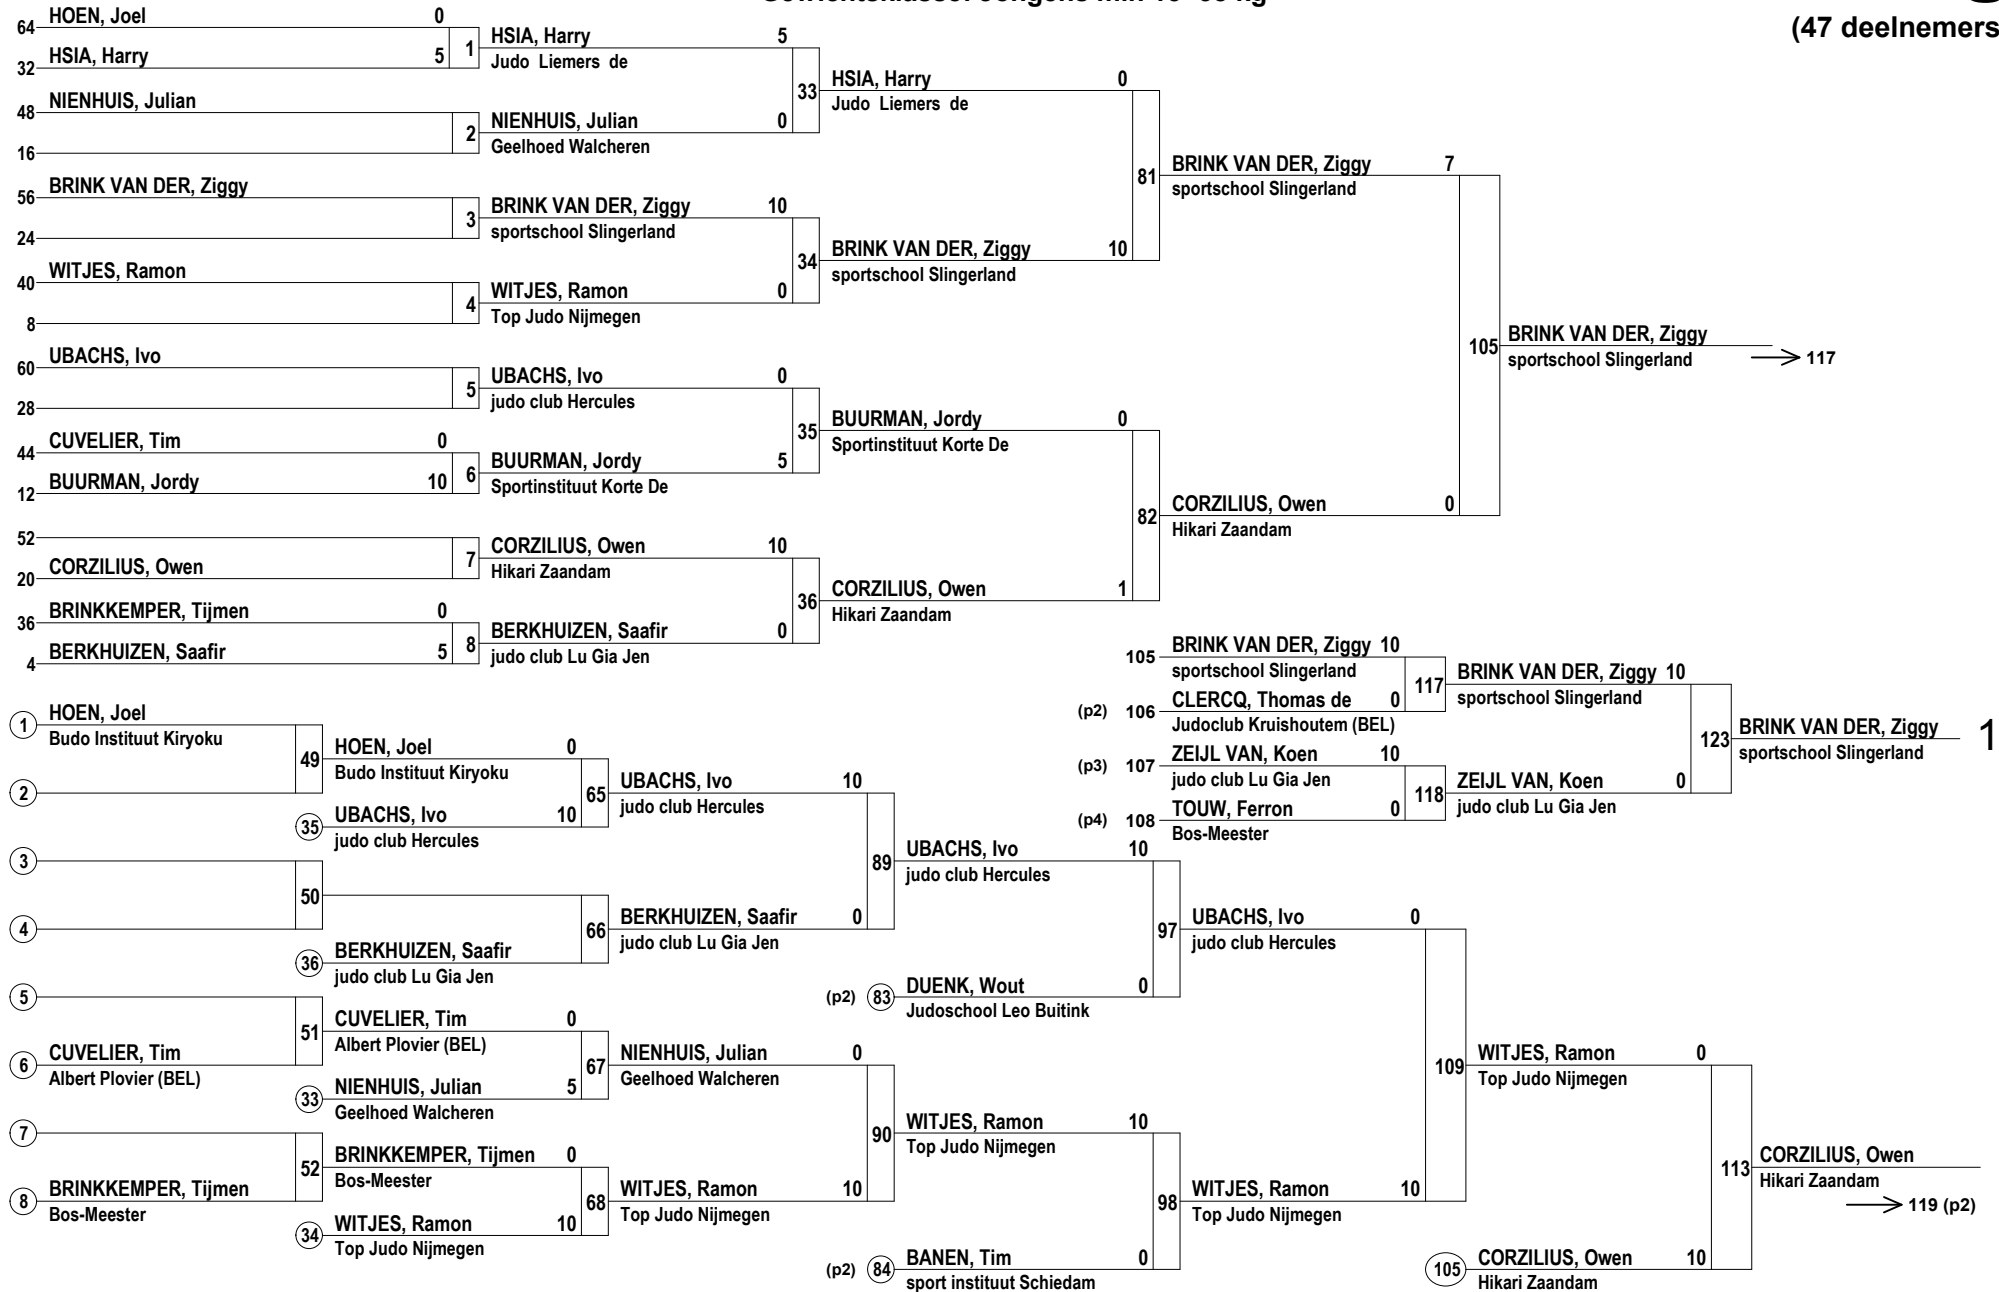 (47 deelnemers
64 HOEN, Joel 0
32 HSIA, Harry 5
1
HSIA, Harry 5
Judo Liemers de
48 NIENHUIS, Julian
16
2
NIENHUIS, Julian 0
Geelhoed Walcheren
33
HSIA, Harry 0
Judo Liemers de
56 BRINK VAN DER, Ziggy
24
3
BRINK VAN DER, Ziggy 10
sportschool Slingerland
40 WITJES, Ramon
8
4
WITJES, Ramon 0
Top Judo Nijmegen
34
BRINK VAN DER, Ziggy 10
sportschool Slingerland
81
BRINK VAN DER, Ziggy 7
sportschool Slingerland
60 UBACHS, Ivo
28
5
UBACHS, Ivo 0
judo club Hercules
44 CUVELIER, Tim 0
12 BUURMAN, Jordy 10
6
BUURMAN, Jordy 5
Sportinstituut Korte De
35
BUURMAN, Jordy 0
Sportinstituut Korte De
52
20 CORZILIUS, Owen
7
CORZILIUS, Owen 10
Hikari Zaandam
36 BRINKKEMPER, Tijmen 0
4 BERKHUIZEN, Saafir 5
8
BERKHUIZEN, Saafir 0
judo club Lu Gia Jen
36
CORZILIUS, Owen 1
Hikari Zaandam
82
CORZILIUS, Owen 0
Hikari Zaandam
105
BRINK VAN DER, Ziggy
sportschool Slingerland
117
105 BRINK VAN DER, Ziggy 10
sportschool Slingerland
(p2) 106 CLERCQ, Thomas de 0
Judoclub Kruishoutem (BEL)
117
BRINK VAN DER, Ziggy 10
sportschool Slingerland
(p3) 107 ZEIJL VAN, Koen 10
judo club Lu Gia Jen
(p4) 108 TOUW, Ferron 0
Bos-Meester
118
ZEIJL VAN, Koen 0
judo club Lu Gia Jen
123
BRINK VAN DER, Ziggy 1
sportschool Slingerland
1 HOEN, Joel
Budo Instituut Kiryoku
2
49
HOEN, Joel 0
Budo Instituut Kiryoku
35 UBACHS, Ivo 10
judo club Hercules
65
UBACHS, Ivo 10
judo club Hercules
3
4
50
36 BERKHUIZEN, Saafir
judo club Lu Gia Jen
66
BERKHUIZEN, Saafir 0
judo club Lu Gia Jen
89
UBACHS, Ivo 10
judo club Hercules
(p2) 83 DUENK, Wout 0
Judoschool Leo Buitink
97
UBACHS, Ivo 0
judo club Hercules
5
6 CUVELIER, Tim
Albert Plovier (BEL)
51
CUVELIER, Tim 0
Albert Plovier (BEL)
33 NIENHUIS, Julian 5
Geelhoed Walcheren
67
NIENHUIS, Julian 0
Geelhoed Walcheren
7
8 BRINKKEMPER, Tijmen
Bos-Meester
52
BRINKKEMPER, Tijmen 0
Bos-Meester
34 WITJES, Ramon 10
Top Judo Nijmegen
68
WITJES, Ramon 10
Top Judo Nijmegen
90
WITJES, Ramon 10
Top Judo Nijmegen
(p2) 84 BANEN, Tim 0
sport instituut Schiedam
98
WITJES, Ramon 10
Top Judo Nijmegen
109
WITJES, Ramon 0
Top Judo Nijmegen
105 CORZILIUS, Owen 10
Hikari Zaandam
113
CORZILIUS, Owen
Hikari Zaandam
119 (p2)